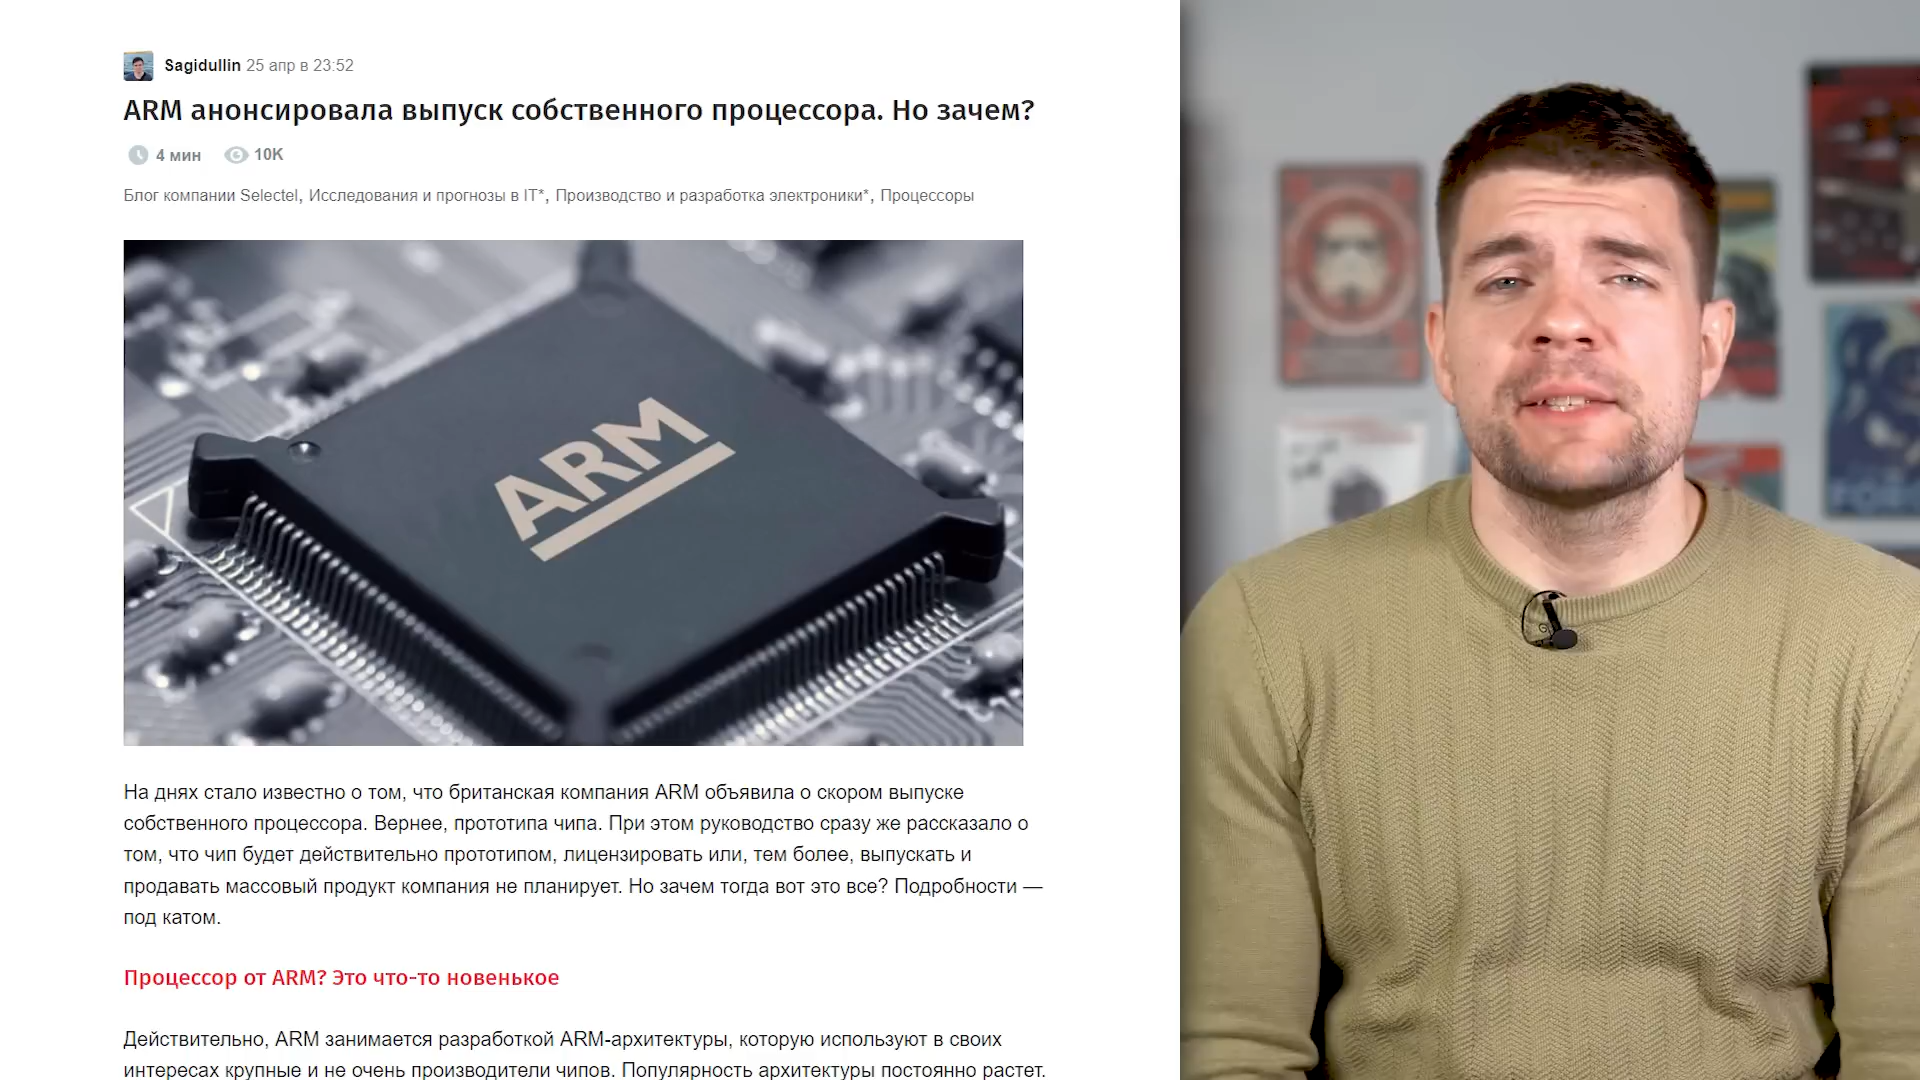 Sagidullin 25 апр в 23:52
ARM анонсировала выпуск собственного процессора. Но зачем?
4 мин 10K
Блог компании Selectel, Исследования и прогнозы в IT*, Производство и разработка электроники*, Процессоры
ARM
На днях стало известно о том, что британская компания ARM объявила о скором выпуске
собственного процессора. Вернее, прототипа чипа. При этом руководство сразу же рассказало о
том, что чип будет действительно прототипом, лицензировать или, тем более, выпускать и
продавать массовый продукт компания не планирует. Но зачем тогда вот это все? Подробности —
под катом.
Процессор от ARM? Это что-то новенькое
Действительно, ARM занимается разработкой ARM-архитектуры, которую используют в своих
интересах крупные и не очень производители чипов. Популярность архитектуры постоянно растет.